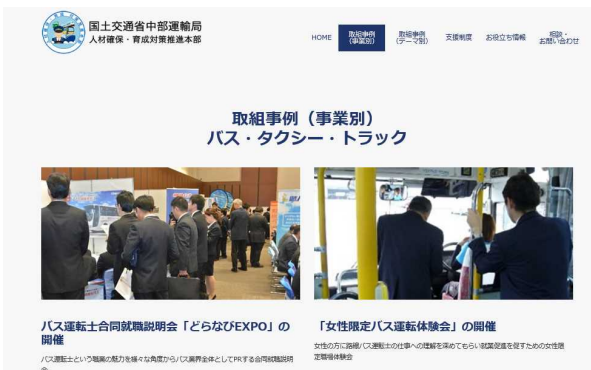 国土交通省中部運輸局
人材確保・育成対策推進本部
HOME
取組事例
(事業別)
取組事例
(テーマ別)
支援制度
お役立ち情報
相談・
お問い合わせ
取組事例（事業別）
バス・タクシー・トラック
バス運転士合同就職説明会「どらなびEXPO」の
開催
バス運転士という職業の魅力を様々な角度からバス業界全体としてPRする合同就職説明
会
「女性限定バス運転体験会」の開催
女性の方に路線バス運転士の仕事への理解を深めてもらい就業促進を促すための女性限
定職場体験会